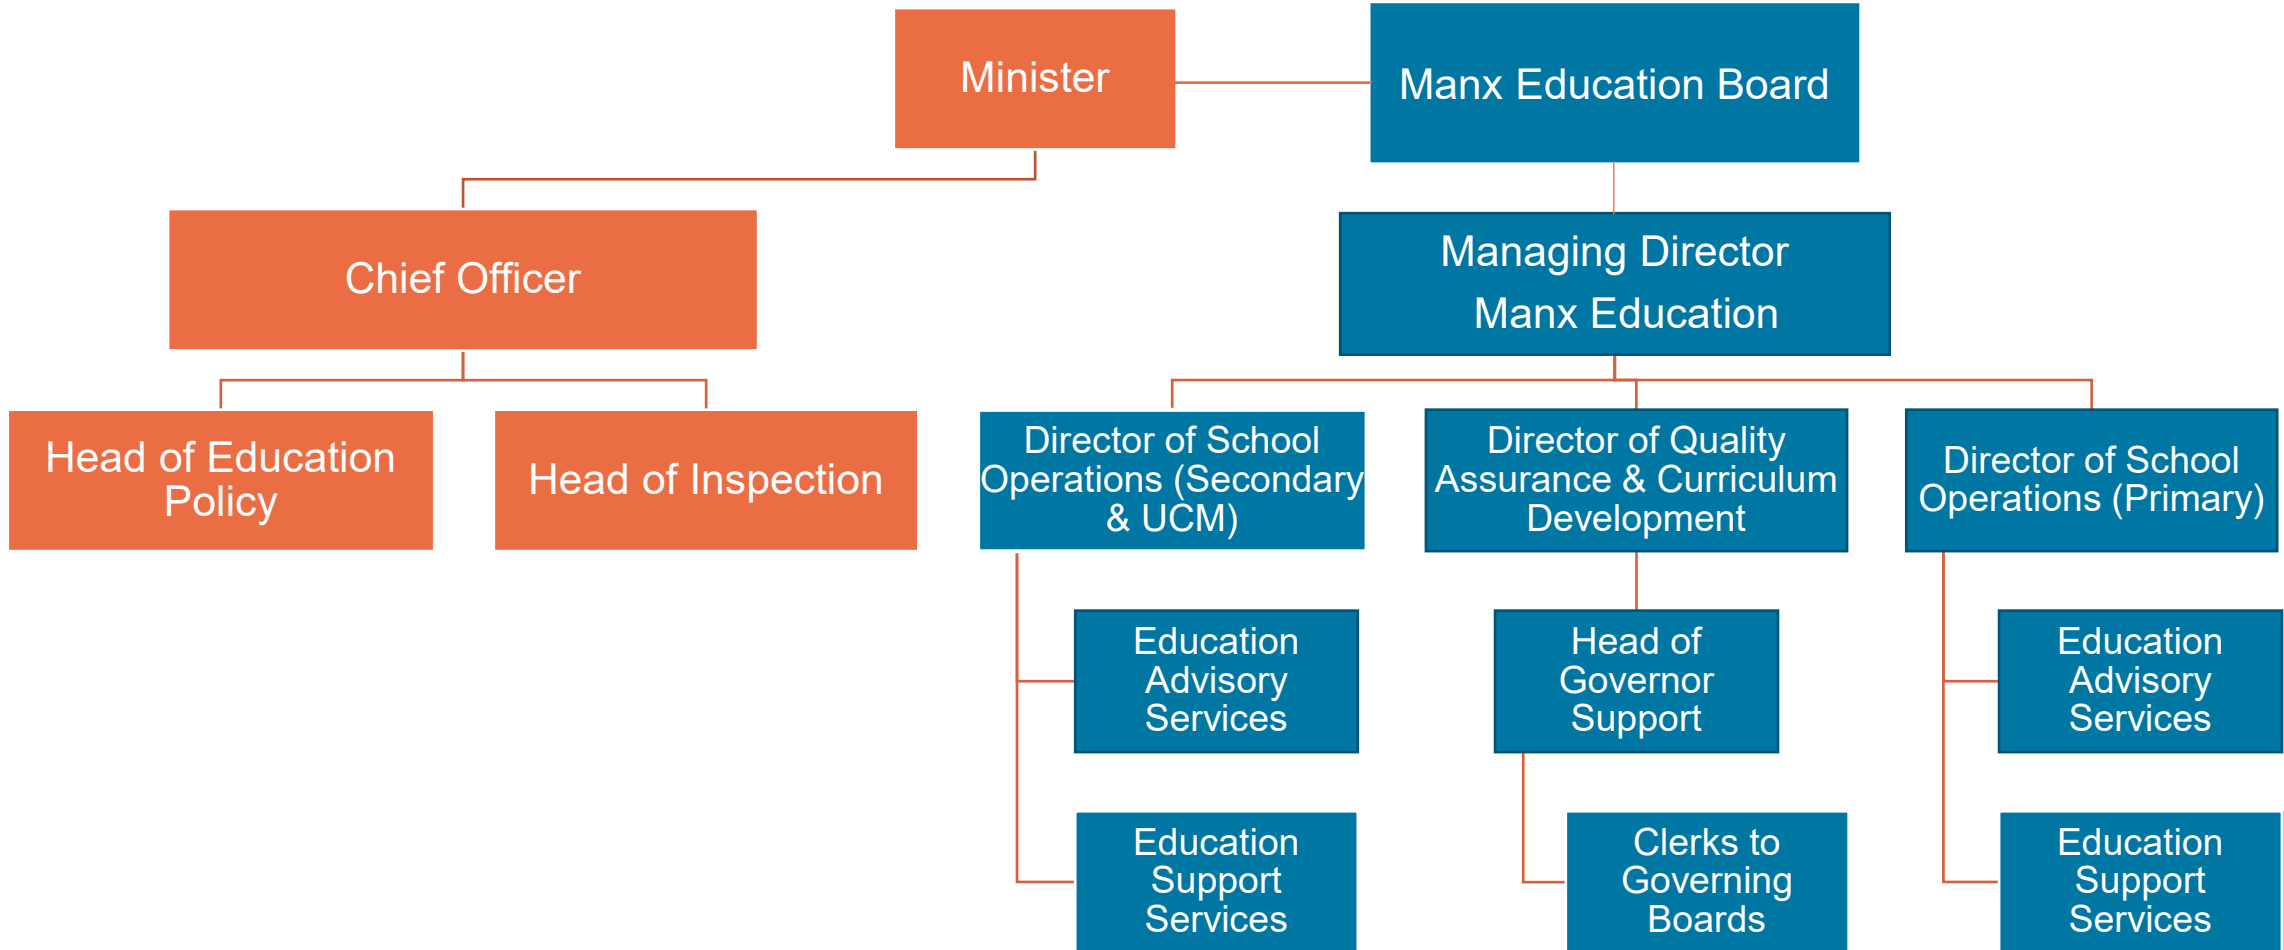 Minister
Manx Education Board
Chief Officer
Managing Director
Manx Education
Head of Education
Policy
Head of Inspection
Director of School
Operations (Secondary
& UCM)
Director of Quality
Assurance & Curriculum
Development
Director of School
Operations (Primary)
Education
Advisory
Services
Head of
Governor
Support
Education
Advisory
Services
Education
Support
Services
Clerks to
Governing
Boards
Education
Support
Services